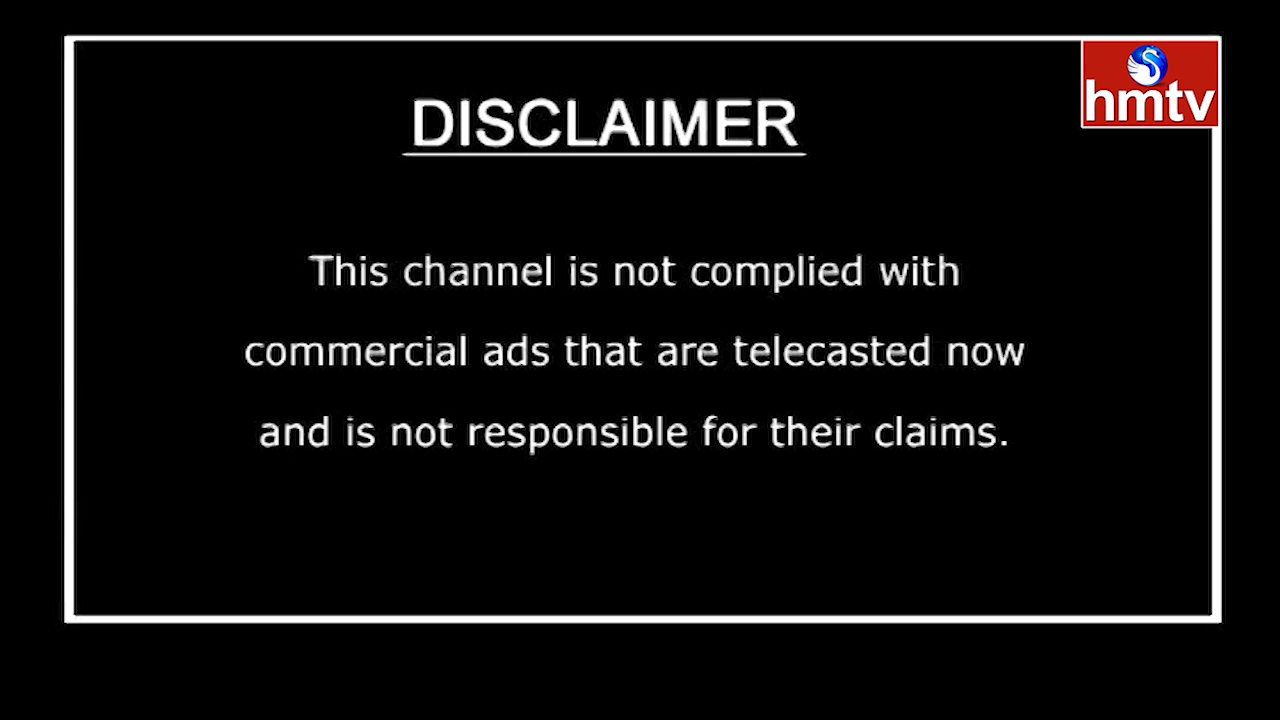 hmtv
DISCLAIMER
This channel is not complied with
commercial ads that are telecasted now
and is not responsible for their claims.